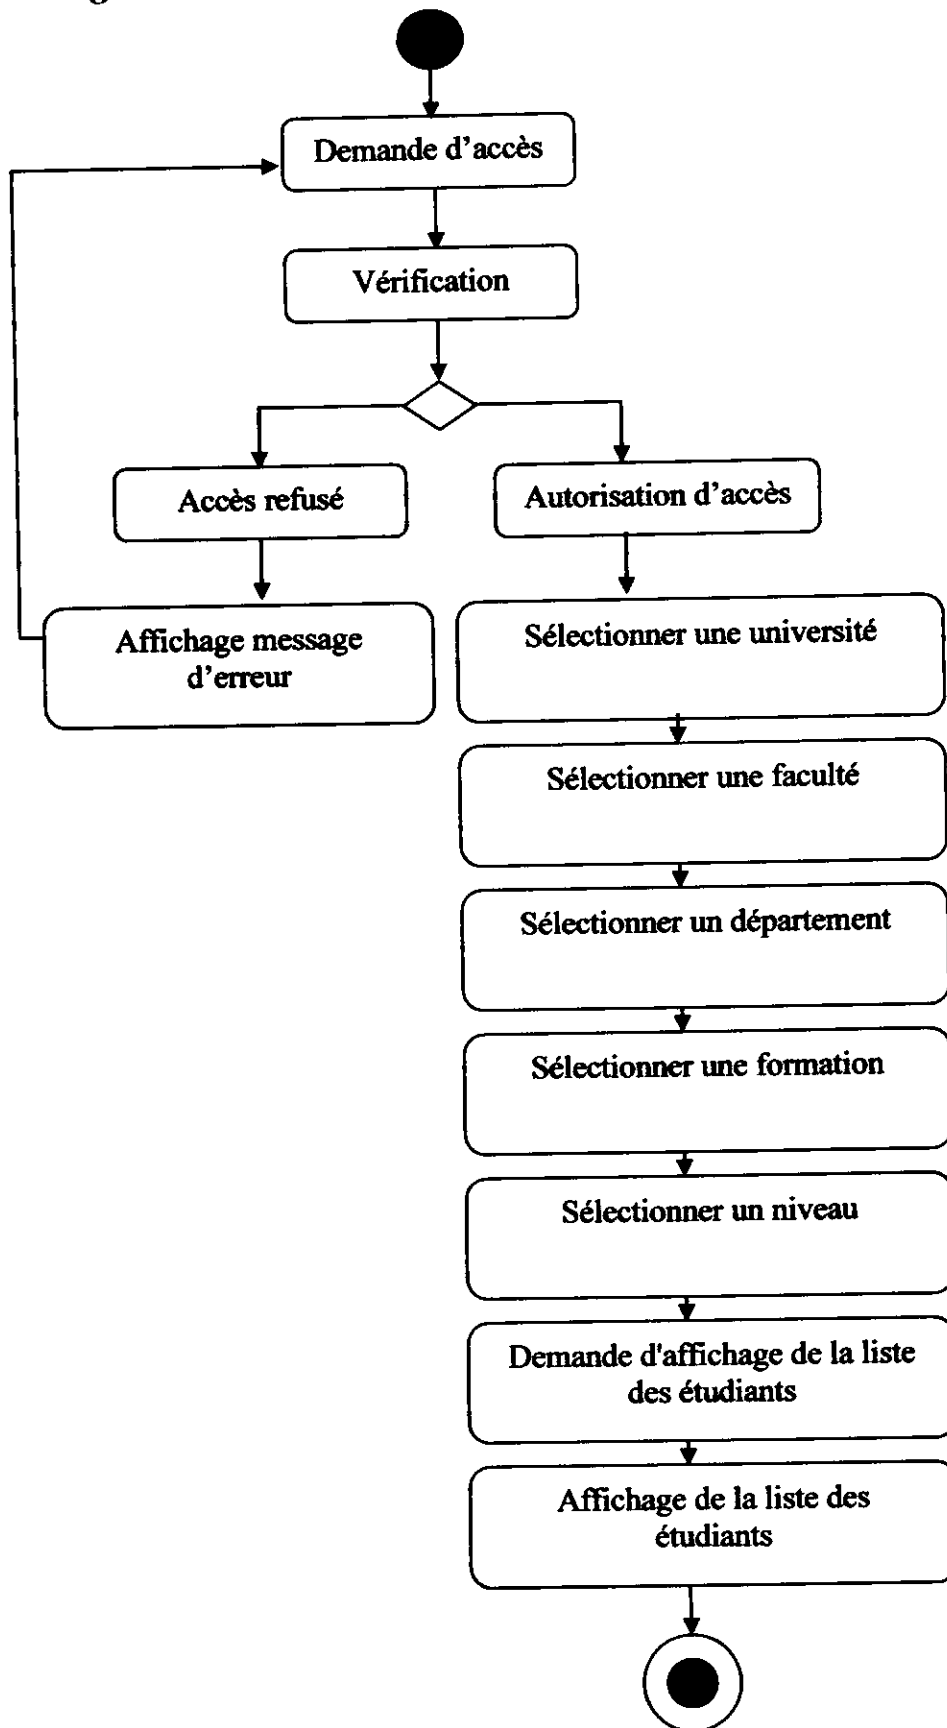 Demande d’accès
Vérification
Accès refusé
Autorisation d’accès
Affichage message
d’erreur
Sélectionner une université
Sélectionner une faculté
Sélectionner un département
Sélectionner une formation
Sélectionner un niveau
Demande d'affichage de la liste
des étudiants
Affichage de la liste des
étudiants